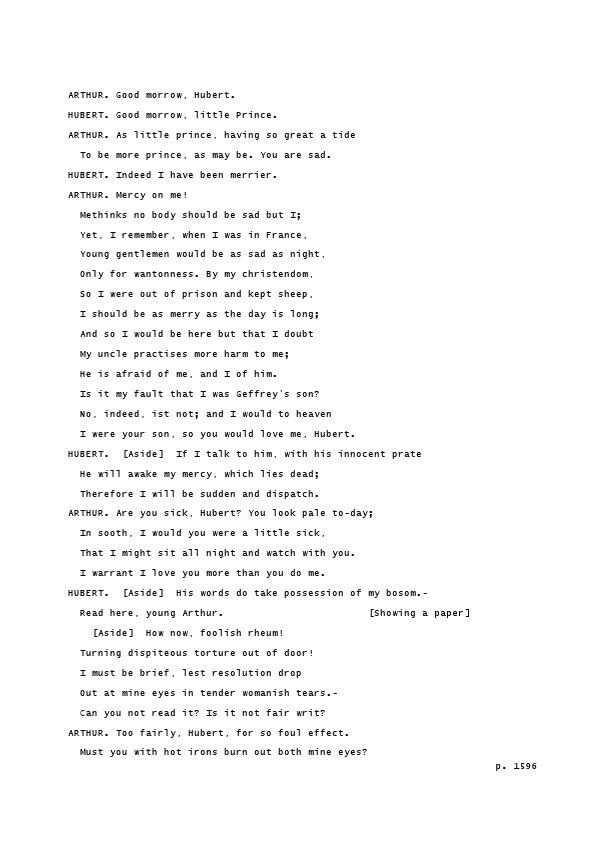 ARTHUR. Good morrow, Hubert.
HUBERT. Good morrow, little Prince.
ARTHUR. As little prince, having so great a tide
To be more prince, as may be. You are sad.
HUBERT. Indeed I have been merrier.
ARTHUR. Mercy on me!
Methinks no body should be sad but I;
Yet, I remember, when I was in France,
Young gentlemen would be as sad as night,
Only for wantonness. By my christendom,
So I were out of prison and kept sheep,
I should be as merry as the day is long;
And so I would be here but that I doubt
My uncle practises more harm to me;
He is afraid of me, and I of him.
Is it my fault that I was Geffrey's son?
No, indeed, ist not; and I would to heaven
I were your son, so you would love me, Hubert.
HUBERT.  [Aside]  If I talk to him, with his innocent prate
He will awake my mercy, which lies dead;
Therefore I will be sudden and dispatch.
ARTHUR. Are you sick, Hubert? You look pale to-day;
In sooth, I would you were a little sick,
That I might sit all night and watch with you.
I warrant I love you more than you do me.
HUBERT.  [Aside]  His words do take possession of my bosom.-
Read here, young Arthur.                        [Showing a paper]
[Aside]  How now, foolish rheum!
Turning dispiteous torture out of door!
I must be brief, lest resolution drop
Out at mine eyes in tender womanish tears.-
Can you not read it? Is it not fair writ?
ARTHUR. Too fairly, Hubert, for so foul effect.
Must you with hot irons burn out both mine eyes?
p. 1596